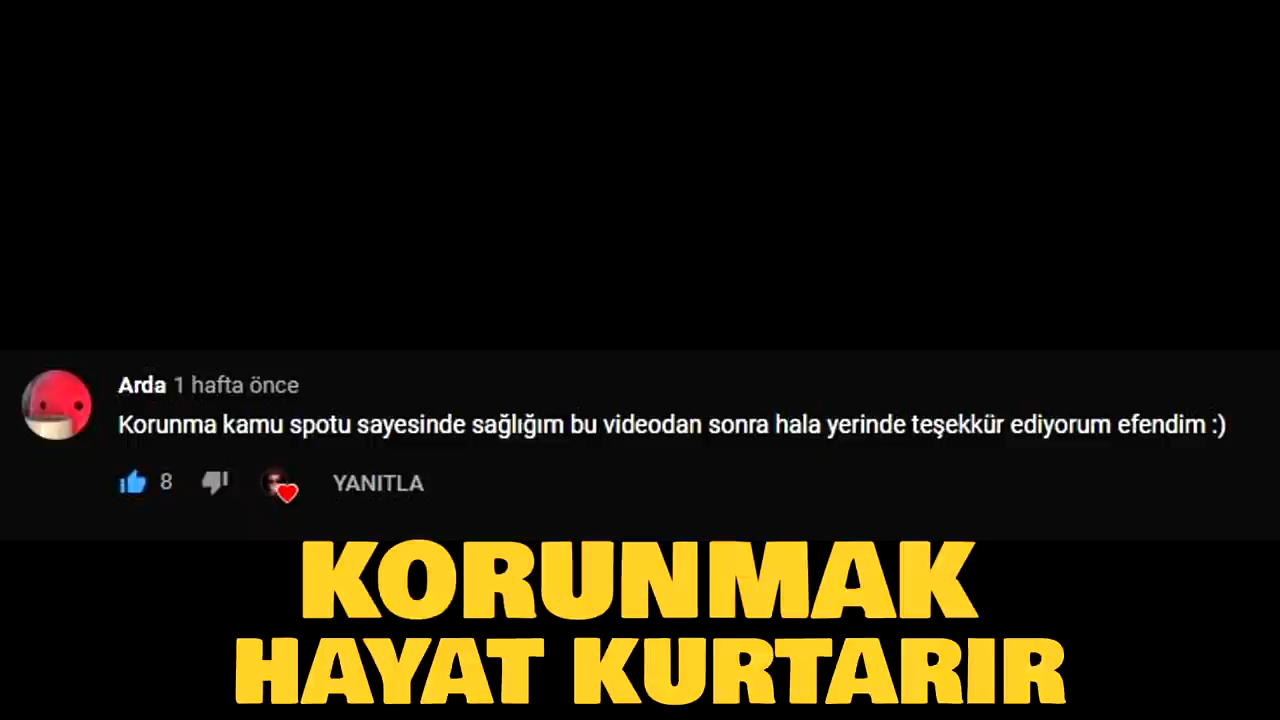 Arda 1 hafta önce
Korunma kamu spotu sayesinde sağlığım bu videodan sonra hala yerinde teşekkür ediyorum efendim :)
8 YANITLA
KORUNMAK
HAYAT KURTARIR